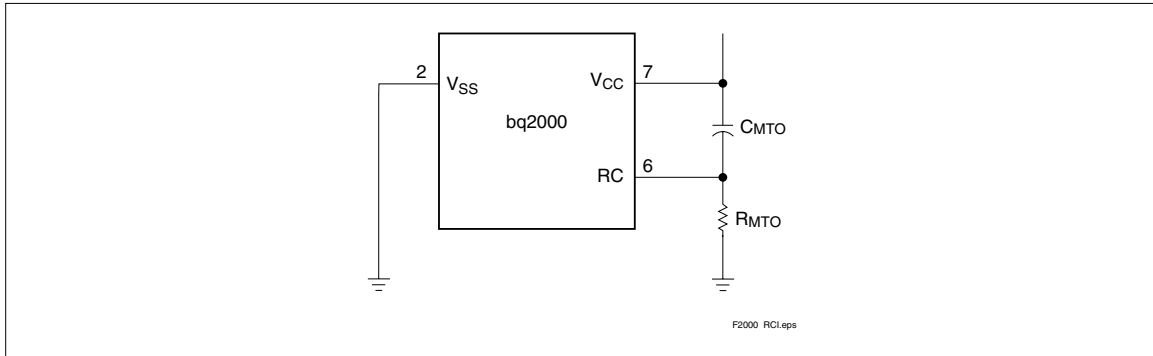 2
VSS
VCC
7
bq2000
CMTO
RC
6
RMTO
F2000 RCI.eps